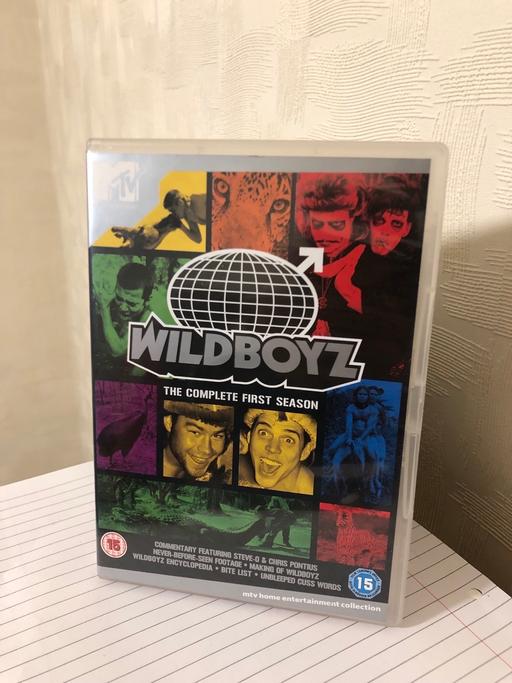 MTV
WILDBOYZ
THE COMPLETE FIRST SEASON
COMMENTARY FEATURING STEVE-O & CHRIS PONTIUS
NEVER-BEFORE-SEEN FOOTAGE • MAKING OF WILDBOYZ
WILDBOYZ ENCYCLOPEDIA • BITE LIST • UNBLEEPED CUSS WORDS
15
15
mtv home entertainment collection